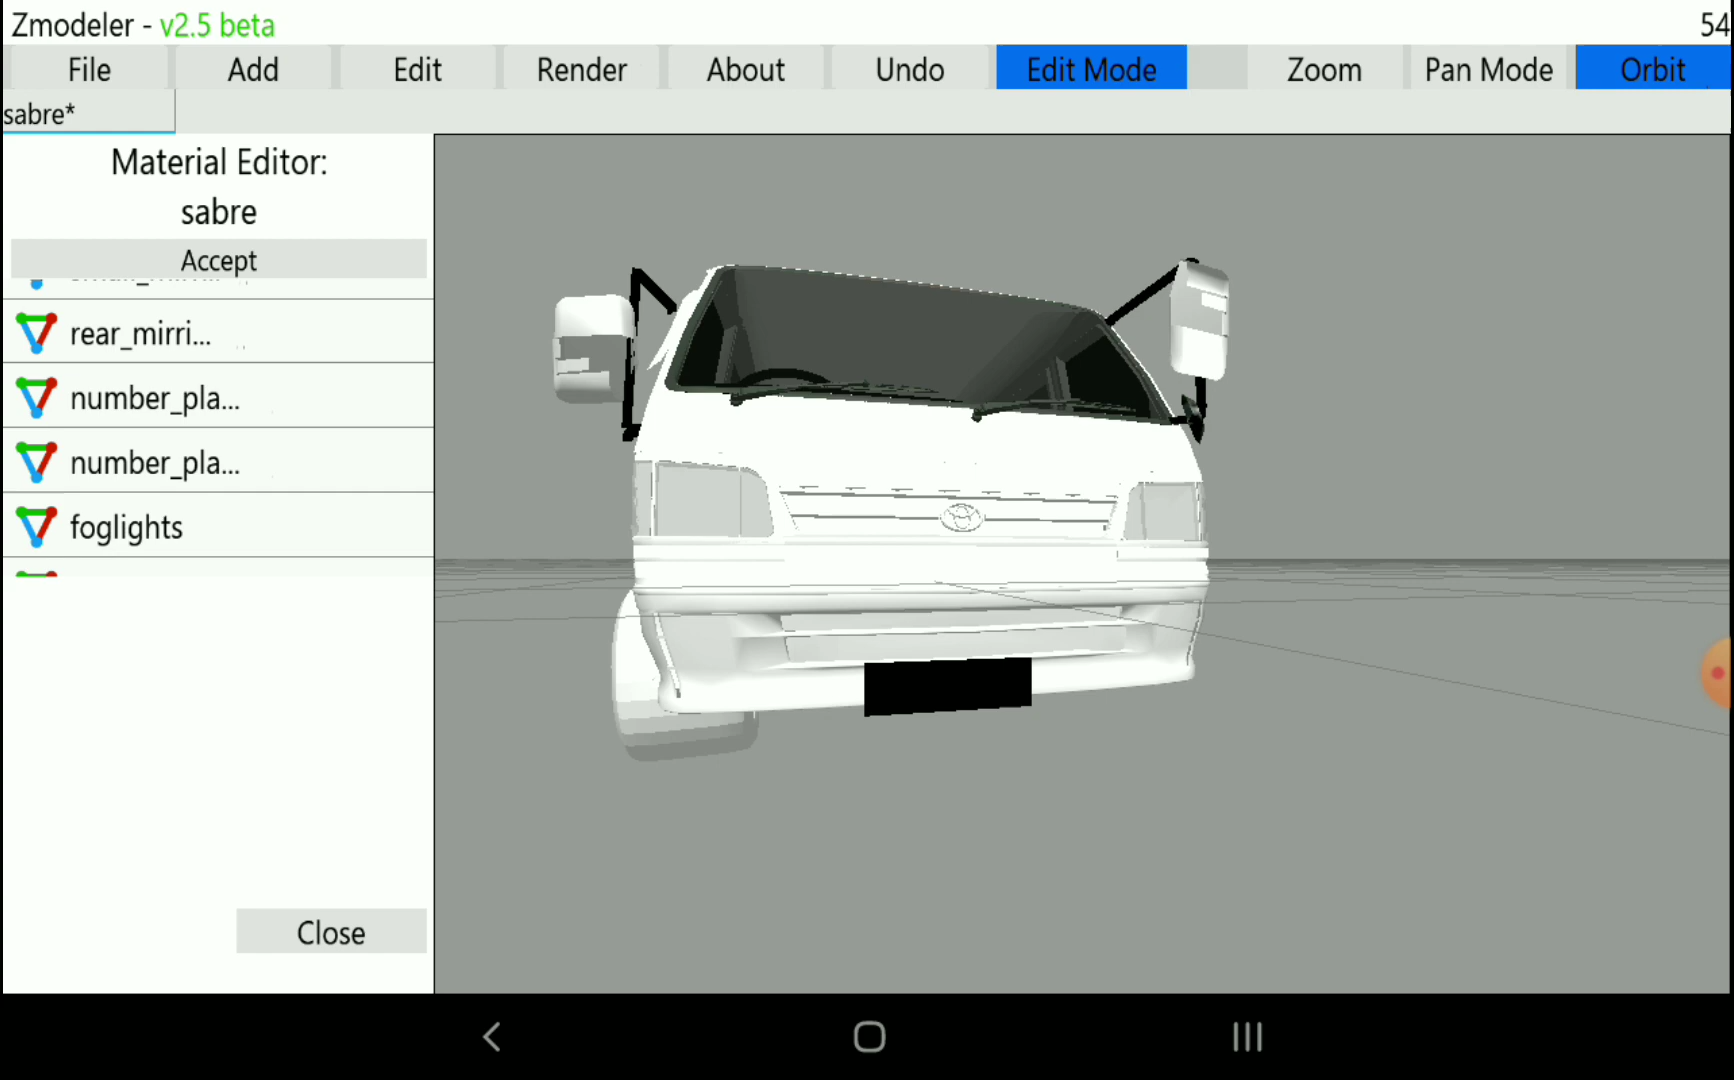 Zmodeler - v2.5 beta
54
File Add Edit Render About Undo Edit Mode Zoom Pan Mode Orbit
sabre*
Material Editor:
sabre
Accept
rear_mirri...
number_pla...
number_pla...
foglights
Close